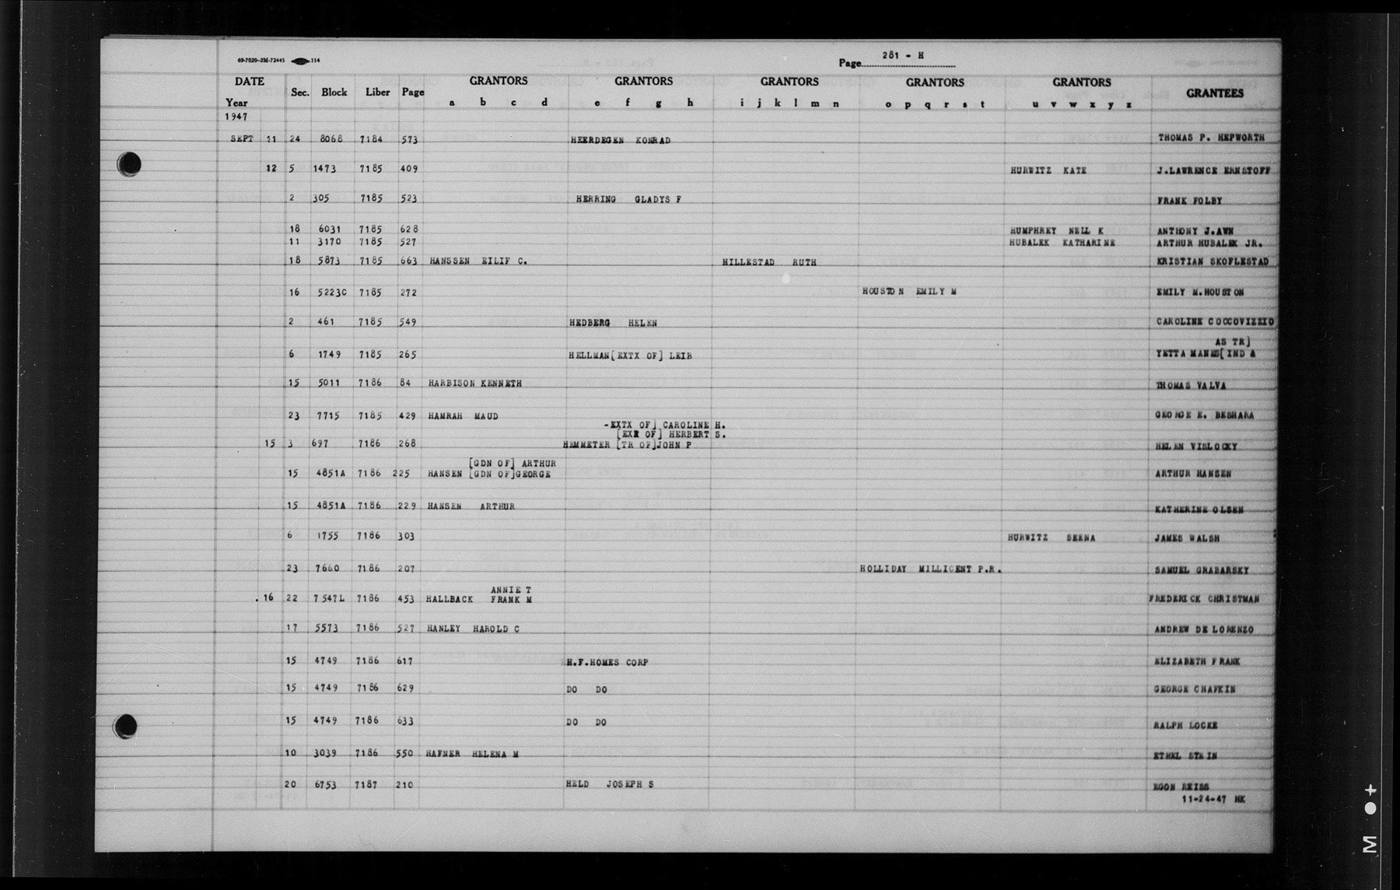 69-7020-236-72445 114
Page 281 - H
DATE Sec. Block Liber Page GRANTORS GRANTORS GRANTORS GRANTORS GRANTORS GRANTEES
Year a b c d e f g h i j k l m n o p q r s t u v w x y z
1947
SEPT 11 24 8068 7184 573 HEERDEGEN KONRAD THOMAS P. HEPWORTH
12 5 1473 7185 409 HURWITZ KATE J.LAWRENCE ERNSTOFF
2 305 7185 523 HERRING GLADYS F FRANK FOLBY
18 6031 7185 628 HUMPHREY NELL K ANTHONY J.AWN
11 3170 7185 527 HUBALEK KATHARINE ARTHUR HUBALEK JR.
18 5873 7185 663 HANSSEN EILIF C. HILLESTAD RUTH KRISTIAN SKOFLESTAD
16 5223C 7185 272 HOUSTON EMILY M EMILY M.HOUSTON
2 461 7185 549 HEDBERG HELEN CAROLINE COCCOVIZZIO
AS TR]
6 1749 7185 265 HELLMAN[EXTX OF] LEIB YETTA MANES[IND &
15 5011 7186 84 HARBISON KENNETH THOMAS VALVA
23 7715 7185 429 HAMRAH MAUD GEORGE E. BESHARA
-EXTX OF] CAROLINE H.
[EXR OF] HERBERT S.
15 3 697 7186 268 HEMMETER [TR OF]JOHN P HELEN VISLOCKY
[GDN OF] ARTHUR
15 4851A 7186 225 HANSEN [GDN OF]GEORGE ARTHUR HANSEN
15 4851A 7186 229 HANSEN ARTHUR KATHERINE OLSEN
6 1755 7186 303 HURWITZ SERNA JAMES WALSH
23 7660 7186 207 HOLLIDAY MILLICENT P.R. SAMUEL GRABARSKY
ANNIE T
. 16 22 7547L 7186 453 HALLBACK FRANK M FREDERICK CHRISTMAN
17 5573 7186 527 HANLEY HAROLD C ANDREW DE LORENZO
15 4749 7186 617 H.F.HOMES CORP ELIZABETH FRANK
15 4749 7186 629 DO DO GEORGE CHAFKIN
15 4749 7186 633 DO DO RALPH LOCKE
10 3039 7186 550 HAFNER HELENA M ETHEL STEIN
20 6753 7187 210 HELD JOSEPH S EGON REISS
11-24-47 HK
M